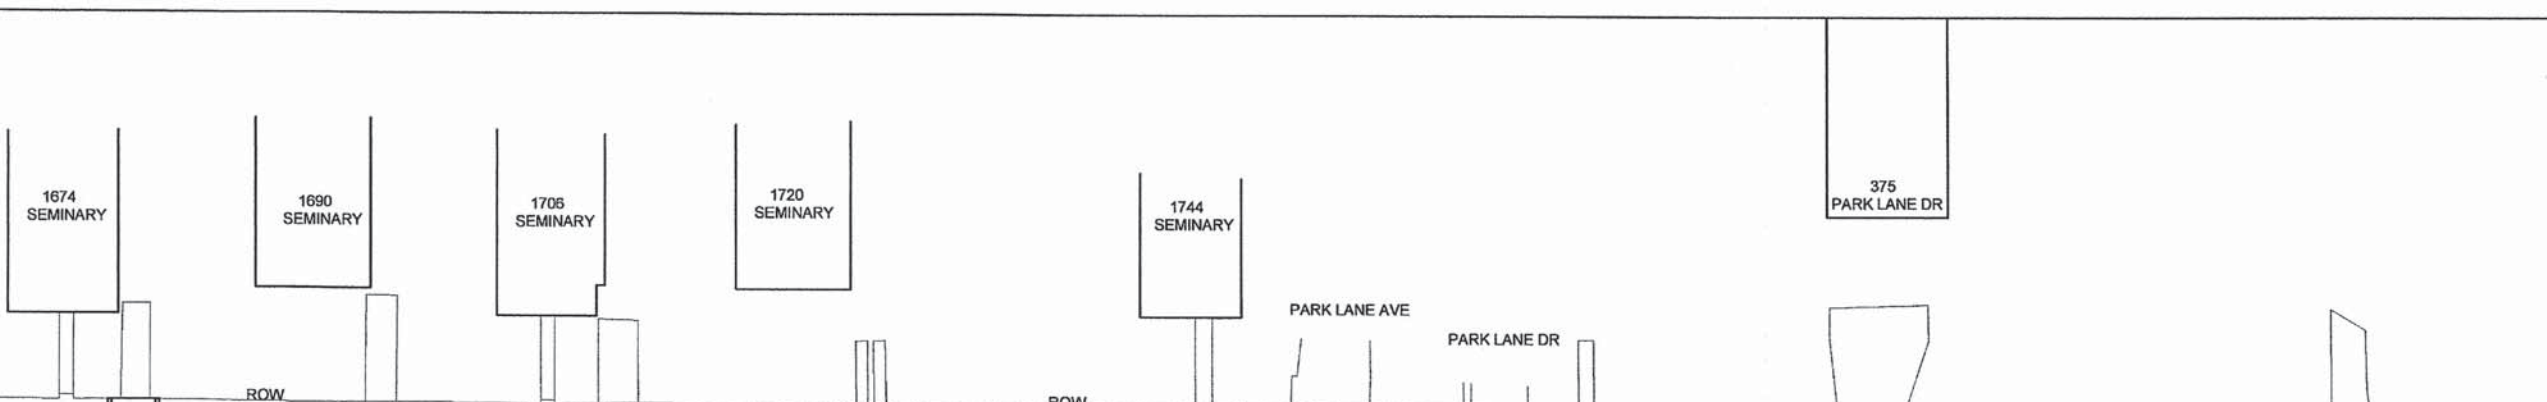 1674
SEMINARY
1690
SEMINARY
1706
SEMINARY
1720
SEMINARY
1744
SEMINARY
375
PARK LANE DR
PARK LANE AVE
PARK LANE DR
ROW
ROW